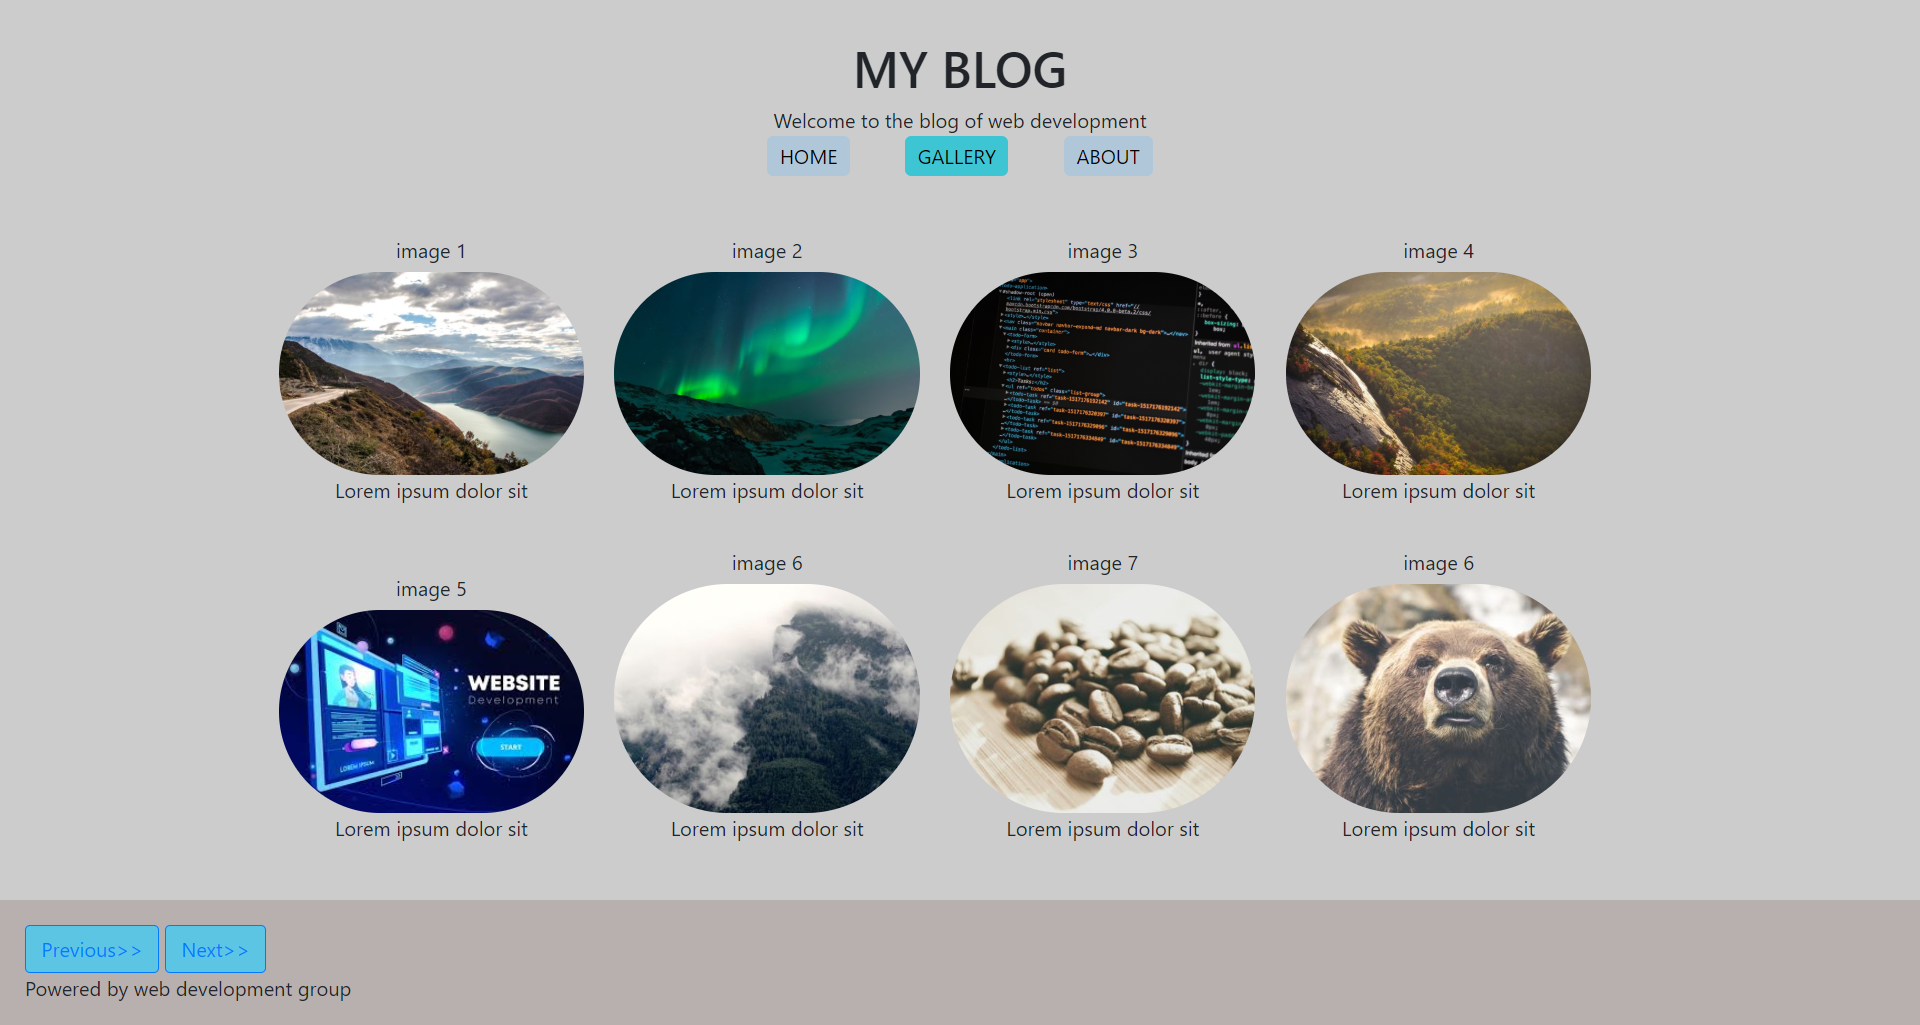 MY BLOG
Welcome to the blog of web development
HOME GALLERY ABOUT
image 1 image 2 image 3 image 4
Lorem ipsum dolor sit Lorem ipsum dolor sit Lorem ipsum dolor sit Lorem ipsum dolor sit
image 5 image 6 image 7 image 6
WEBSITE
Development
START
LOREM IPSUM
Lorem ipsum dolor sit Lorem ipsum dolor sit Lorem ipsum dolor sit Lorem ipsum dolor sit
Previous>> Next>>
Powered by web development group